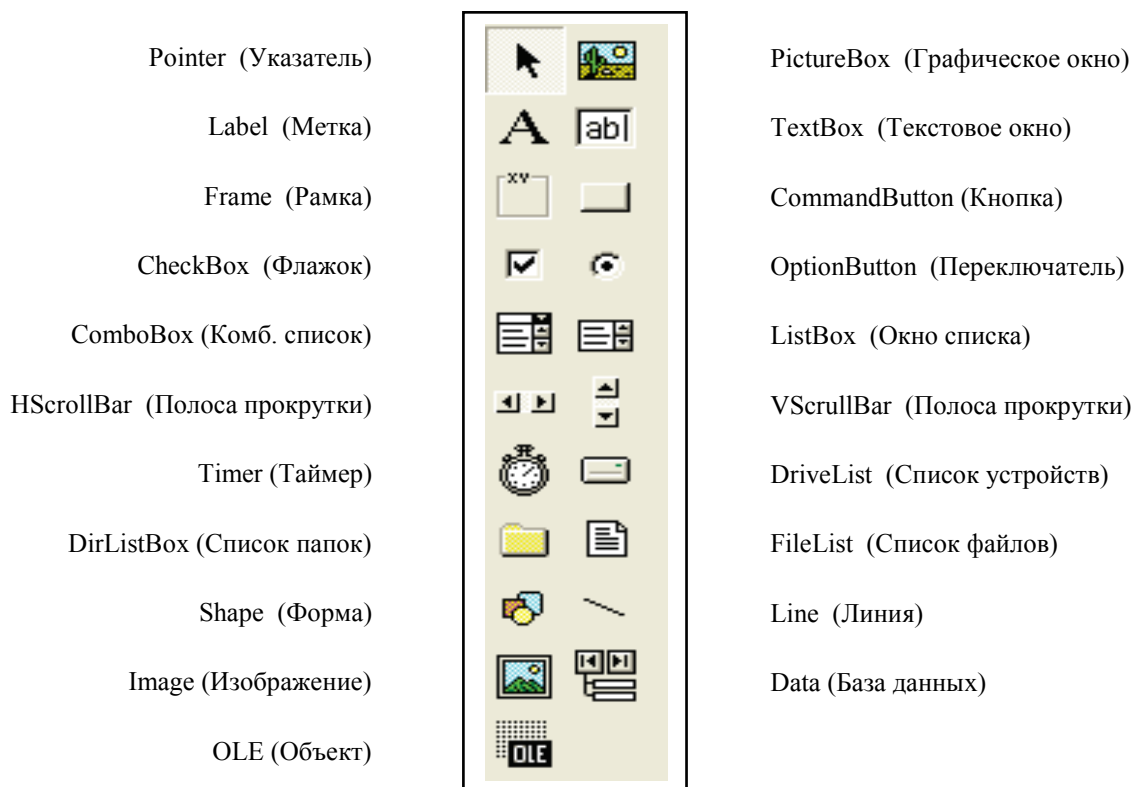 Pointer (Указатель) PictureBox (Графическое окно)
Label (Метка) A ab TextBox (Текстовое окно)
Frame (Рамка) xv CommandButton (Кнопка)
CheckBox (Флажок) OptionButton (Переключатель)
ComboBox (Комб. список) ListBox (Окно списка)
HScrollBar (Полоса прокрутки) VScrullBar (Полоса прокрутки)
Timer (Таймер) DriveList (Список устройств)
DirListBox (Список папок) FileList (Список файлов)
Shape (Форма) Line (Линия)
Image (Изображение) Data (База данных)
OLE (Объект) OLE